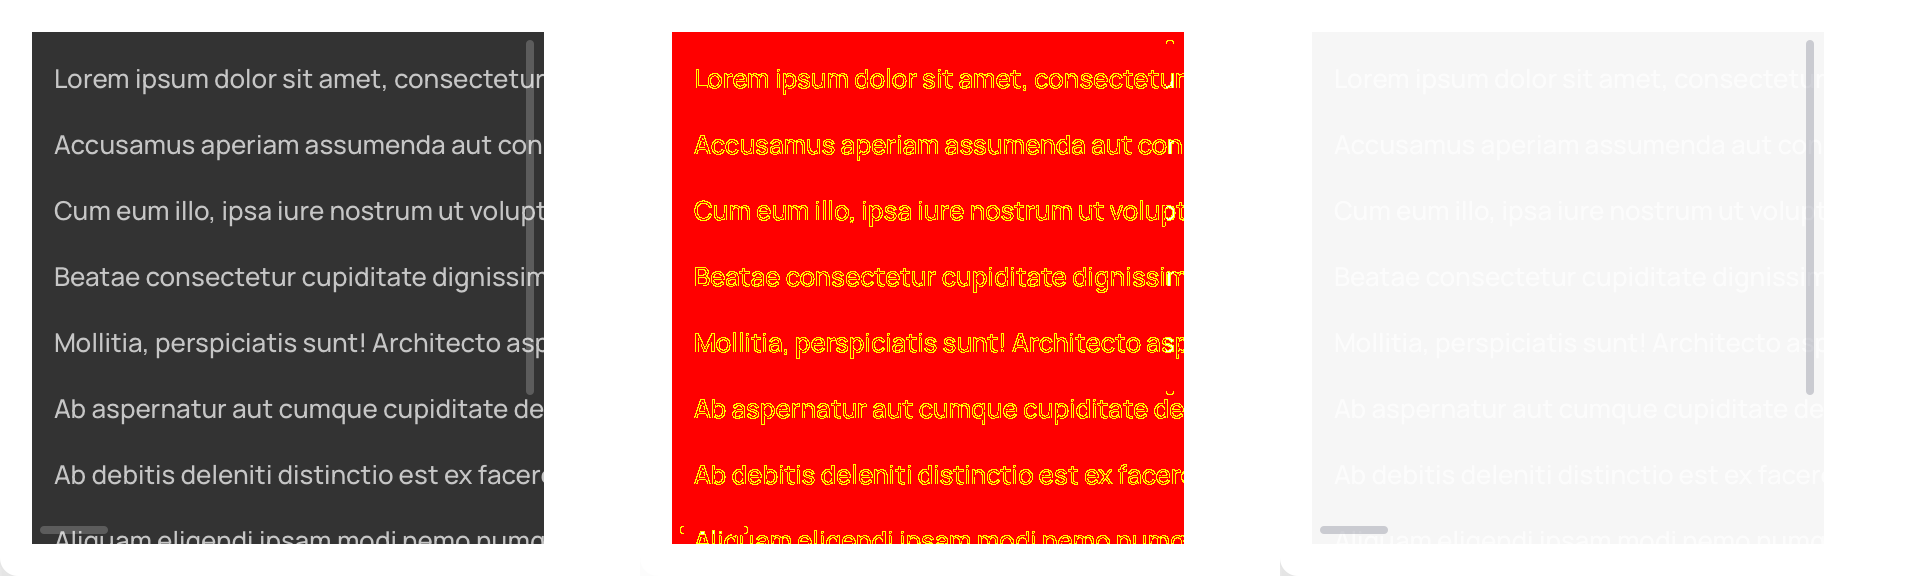 Lorem ipsum dolor sit amet, consectetur
Accusamus aperiam assumenda aut con
Cum eum illo, ipsa iure nostrum ut volupt
Beatae consectetur cupiditate dignissim
Mollitia, perspiciatis sunt! Architecto asp
Ab aspernatur aut cumque cupiditate de
Ab debitis deleniti distinctio est ex facere
Aliquam eligendi ipsam modi nemo numq
Lorem ipsum dolor sit amet, consectetur
Accusamus aperiam assumenda aut con
Cum eum illo, ipsa iure nostrum ut volupt
Beatae consectetur cupiditate dignissim
Mollitia, perspiciatis sunt! Architecto asp
Ab aspernatur aut cumque cupiditate de
Ab debitis deleniti distinctio est ex facere
Aliquam eligendi ipsam modi nemo numq
Lorem ipsum dolor sit amet, consectetur
Accusamus aperiam assumenda aut con
Cum eum illo, ipsa iure nostrum ut volupt
Beatae consectetur cupiditate dignissim
Mollitia, perspiciatis sunt! Architecto asp
Ab aspernatur aut cumque cupiditate de
Ab debitis deleniti distinctio est ex facere
Aliquam eligendi ipsam modi nemo numq